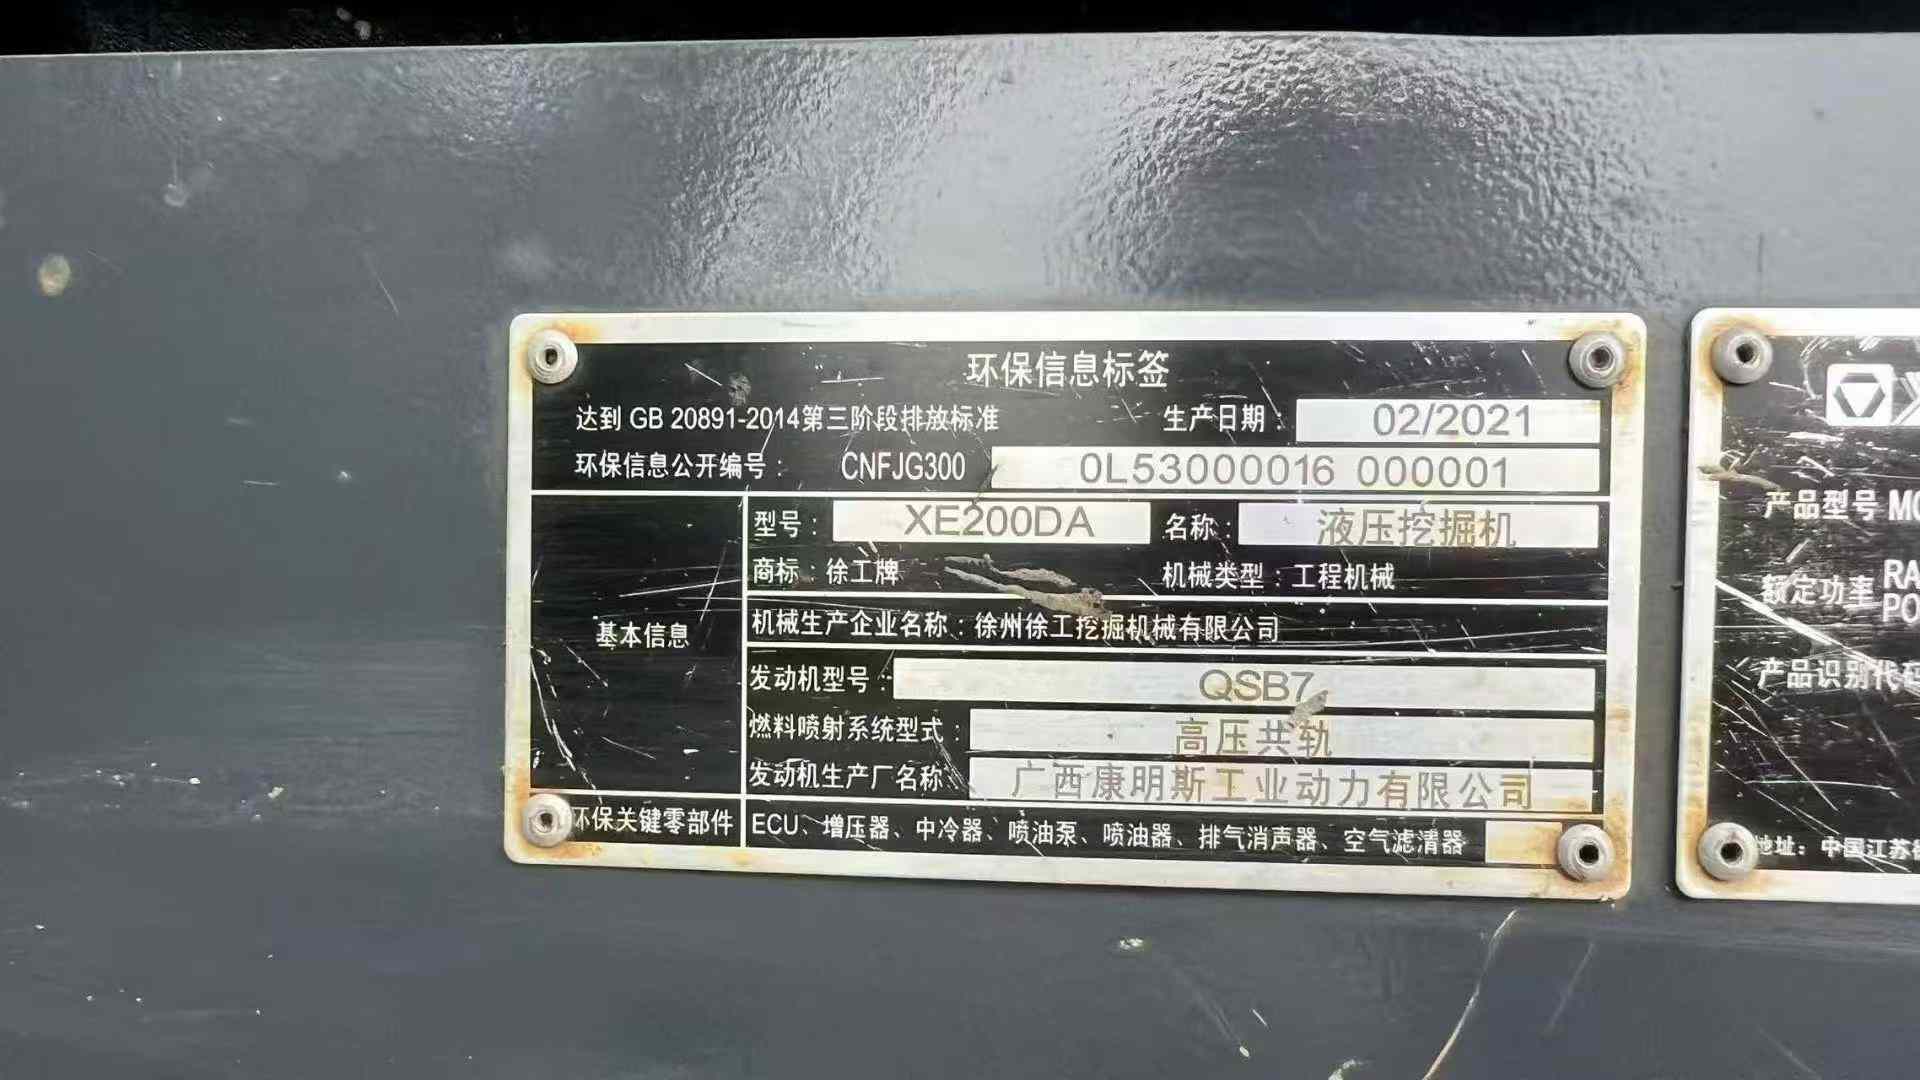 环保信息标签
达到 GB 20891-2014第三阶段排放标准 生产日期： 02/2021
环保信息公开编号： CNFJG300 0L53000016 000001
基本信息
型号： XE200DA 名称： 液压挖掘机
商标：徐工牌 机械类型：工程机械
机械生产企业名称：徐州徐工挖掘机械有限公司
发动机型号： QSB7
燃料喷射系统型式： 高压共轨
发动机生产厂名称： 广西康明斯工业动力有限公司
环保关键零部件 ECU、增压器、中冷器、喷油泵、喷油器、排气消声器、空气滤清器
产品型号
额定功率
产品识别代码
地址：中国江苏